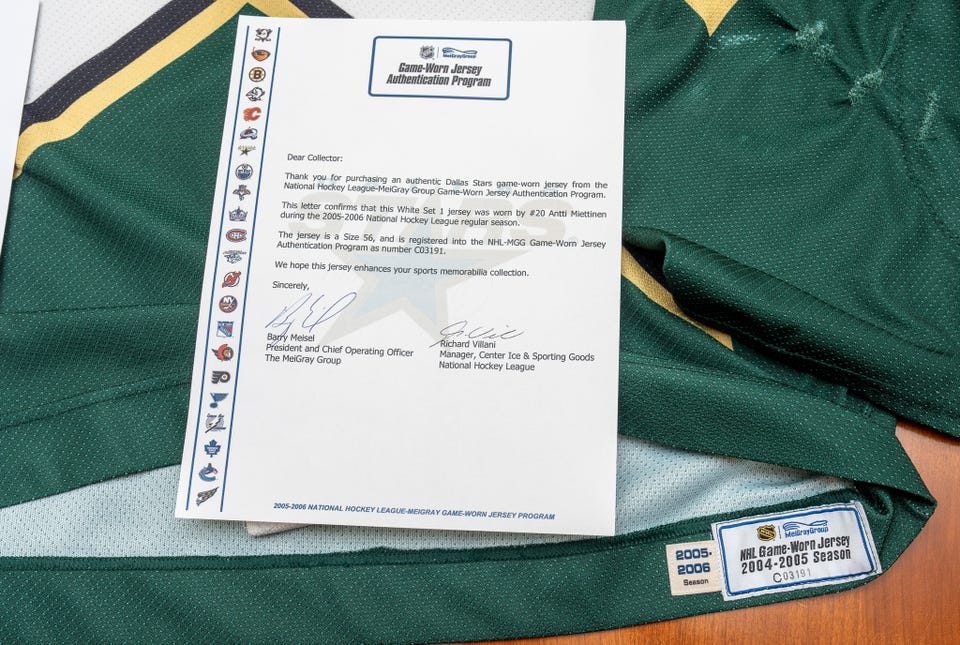 MeiGrayGroup
Game-Worn Jersey
Authentication Program
Dear Collector:
Thank you for purchasing an authentic Dallas Stars game-worn jersey from the
National Hockey League-MeiGray Group Game-Worn Jersey Authentication Program.
This letter confirms that this White Set 1 jersey was worn by #20 Antti Miettinen
during the 2005-2006 National Hockey League regular season.
The jersey is a Size 56, and is registered into the NHL-MGG Game-Worn Jersey
Authentication Program as number C03191.
We hope this jersey enhances your sports memorabilia collection.
Sincerely,
Barry Meisel
President and Chief Operating Officer
The MeiGray Group
Richard Villani
Manager, Center Ice & Sporting Goods
National Hockey League
2005-2006 NATIONAL HOCKEY LEAGUE-MEIGRAY GAME-WORN JERSEY PROGRAM
STARS
2005-
2006
Season
MeiGrayGroup
NHL Game-Worn Jersey
2004-2005 Season
C03191